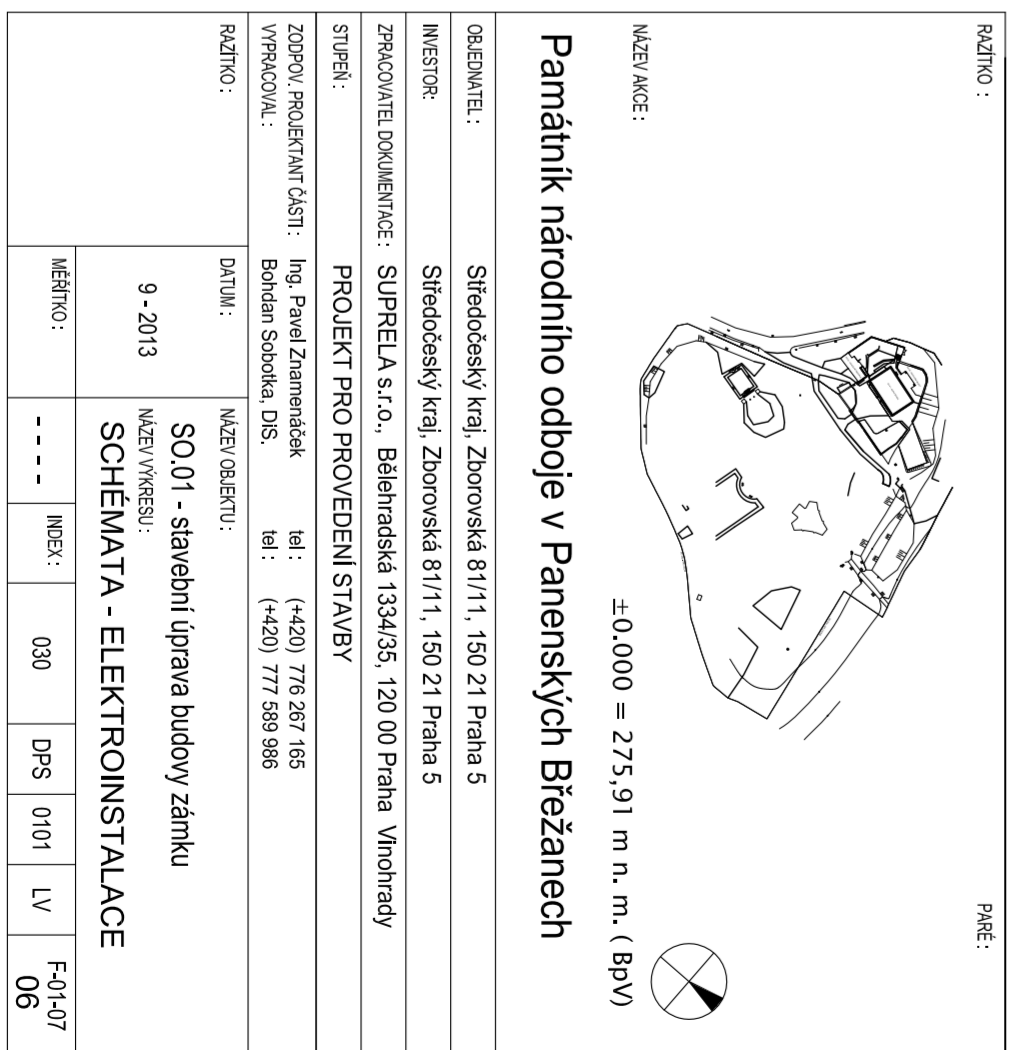 RAZÍTKO :
PARÉ :
±0.000 = 275,91 m n. m. ( BpV)
NÁZEV AKCE :
Památník národního odboje v Panenských Břežanech
OBJEDNATEL : Středočeský kraj, Zborovská 81/11, 150 21 Praha 5
INVESTOR: Středočeský kraj, Zborovská 81/11, 150 21 Praha 5
ZPRACOVATEL DOKUMENTACE : SUPRELA s.r.o., Bělehradská 1334/35, 120 00 Praha Vinohrady
STUPEŇ : PROJEKT PRO PROVEDENÍ STAVBY
ZODPOV. PROJEKTANT ČÁSTI : Ing. Pavel Znamenáček tel : (+420) 776 267 165
VYPRACOVAL : Bohdan Sobotka, DiS. tel : (+420) 777 589 986
RAZÍTKO :
DATUM :
9 - 2013
NÁZEV OBJEKTU :
SO.01 - stavební úprava budovy zámku
NÁZEV VÝKRESU :
SCHÉMATA - ELEKTROINSTALACE
MĚŘÍTKO : - - - - INDEX : 030 DPS 0101 LV F-01-07
06